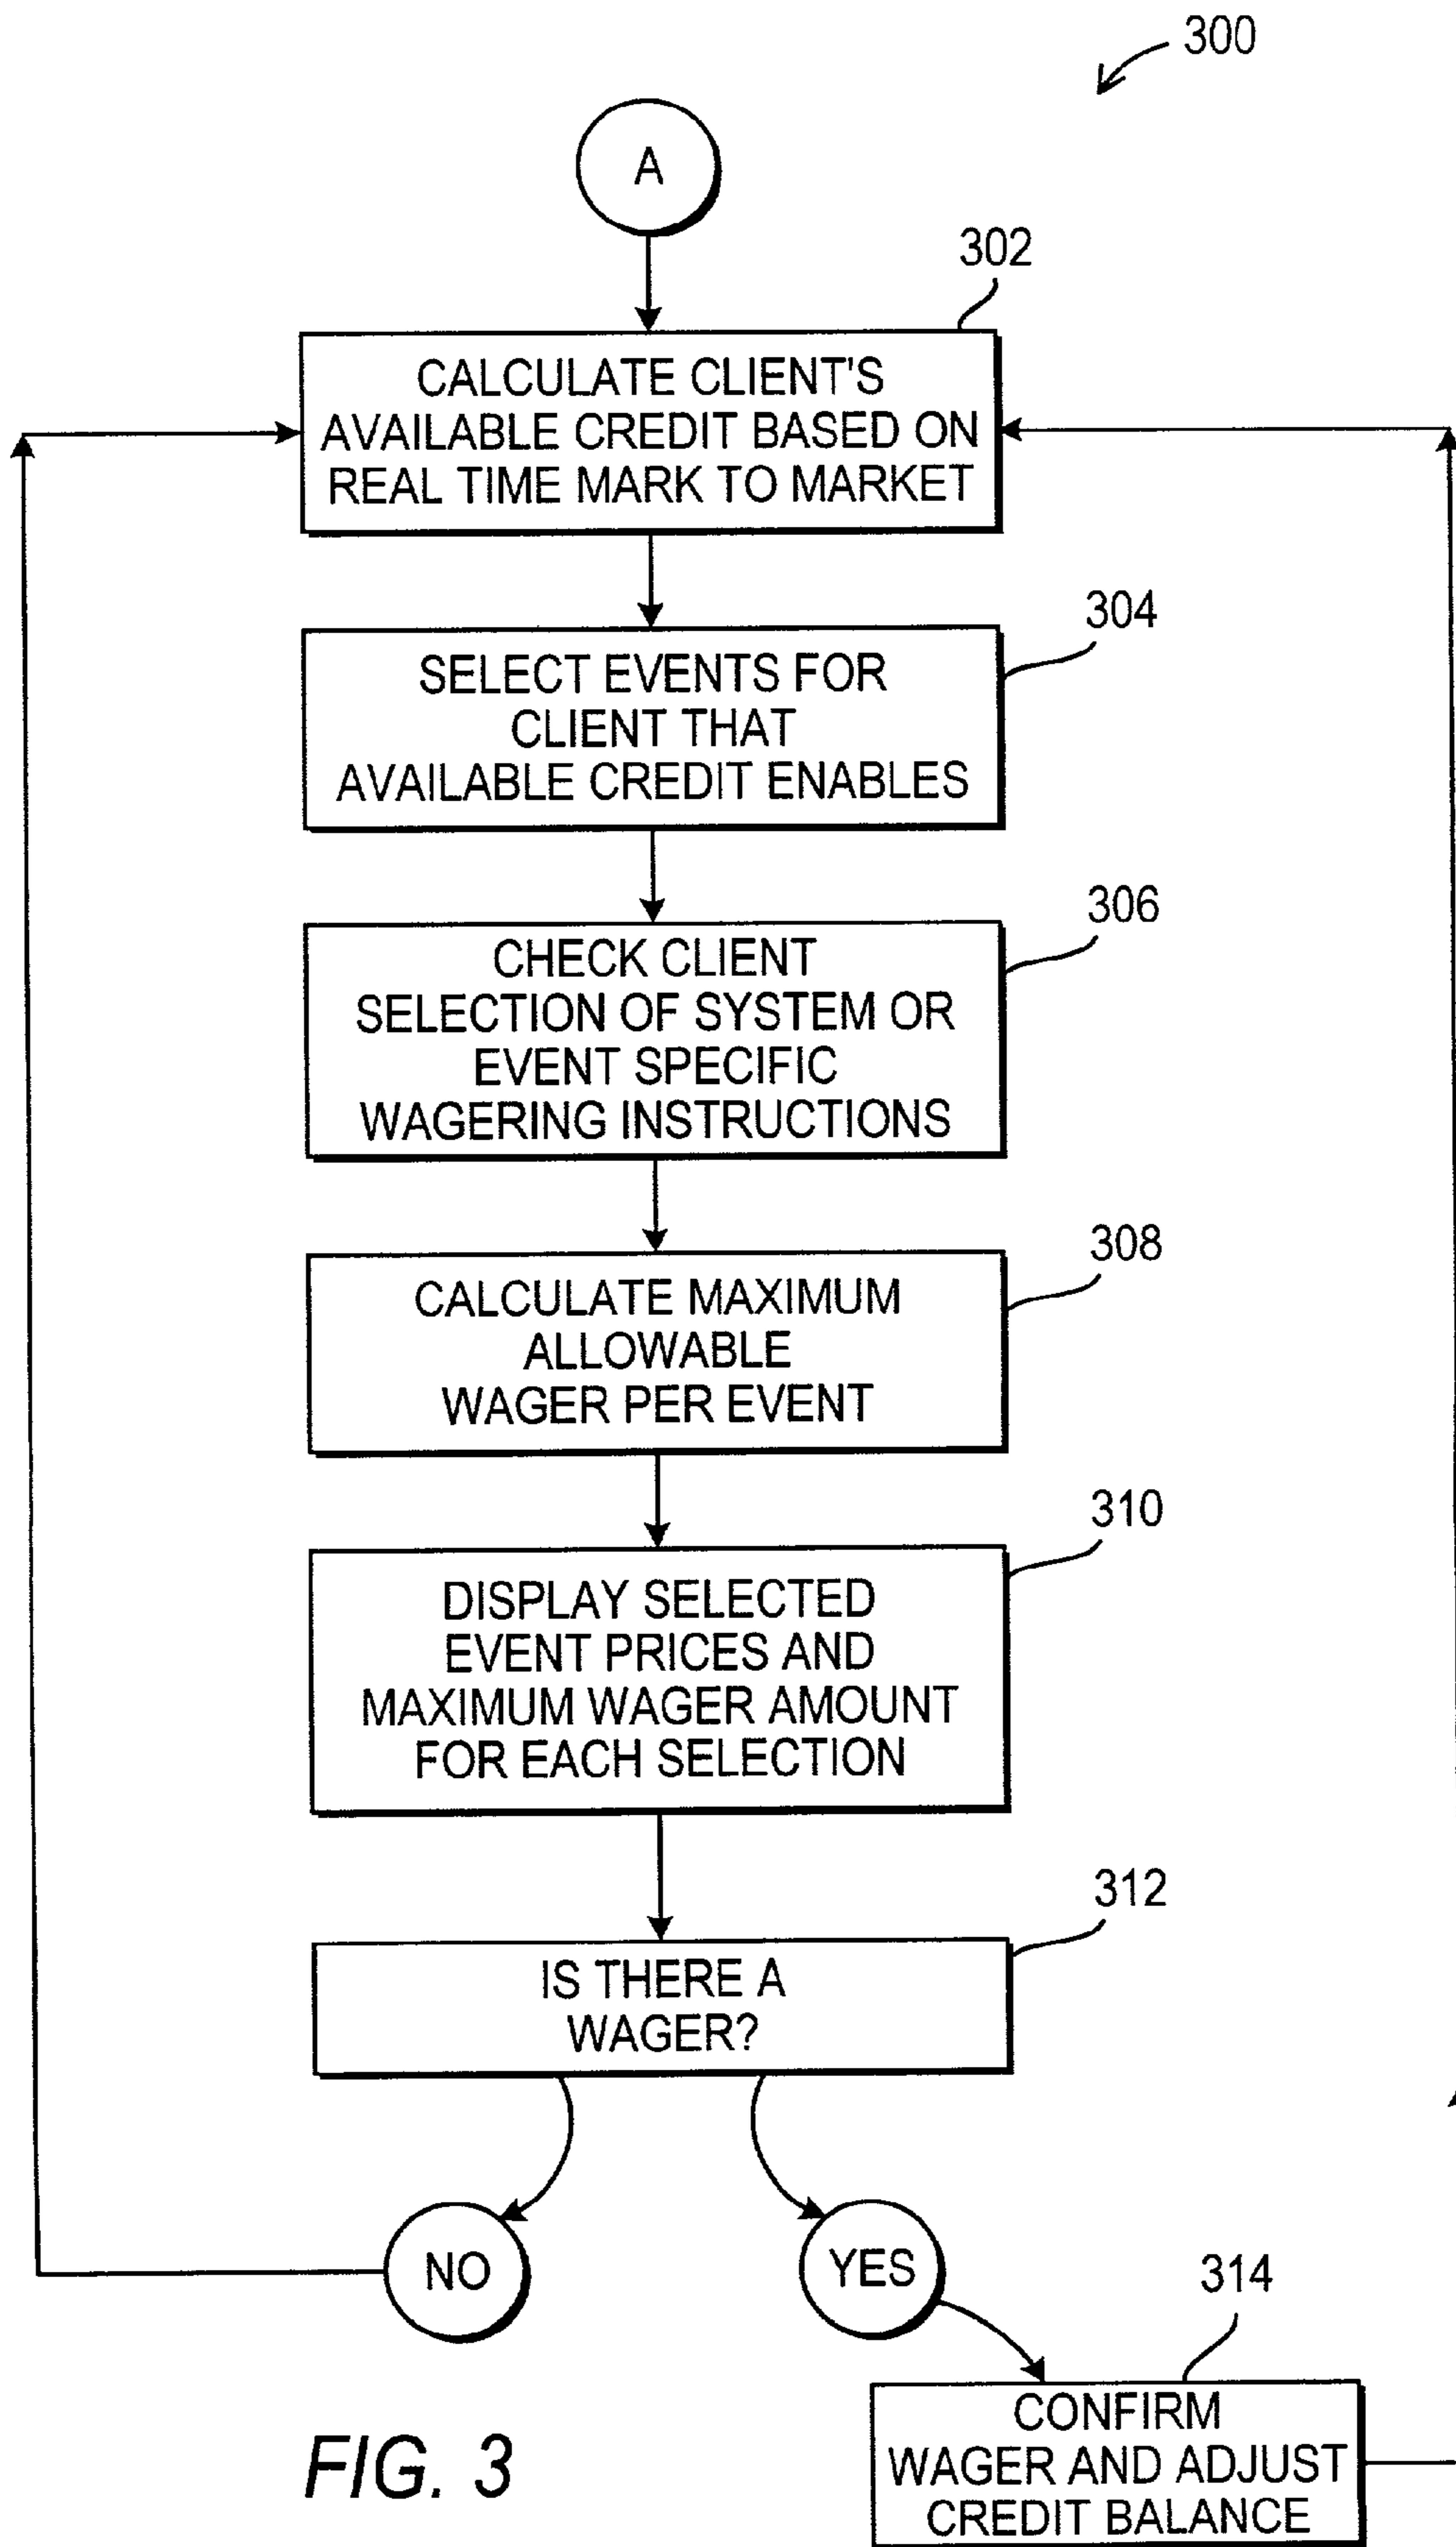 300
A
302
CALCULATE CLIENT'S
AVAILABLE CREDIT BASED ON
REAL TIME MARK TO MARKET
304
SELECT EVENTS FOR
CLIENT THAT
AVAILABLE CREDIT ENABLES
306
CHECK CLIENT
SELECTION OF SYSTEM OR
EVENT SPECIFIC
WAGERING INSTRUCTIONS
308
CALCULATE MAXIMUM
ALLOWABLE
WAGER PER EVENT
310
DISPLAY SELECTED
EVENT PRICES AND
MAXIMUM WAGER AMOUNT
FOR EACH SELECTION
312
IS THERE A
WAGER?
NO
YES
314
CONFIRM
WAGER AND ADJUST
CREDIT BALANCE
FIG. 3